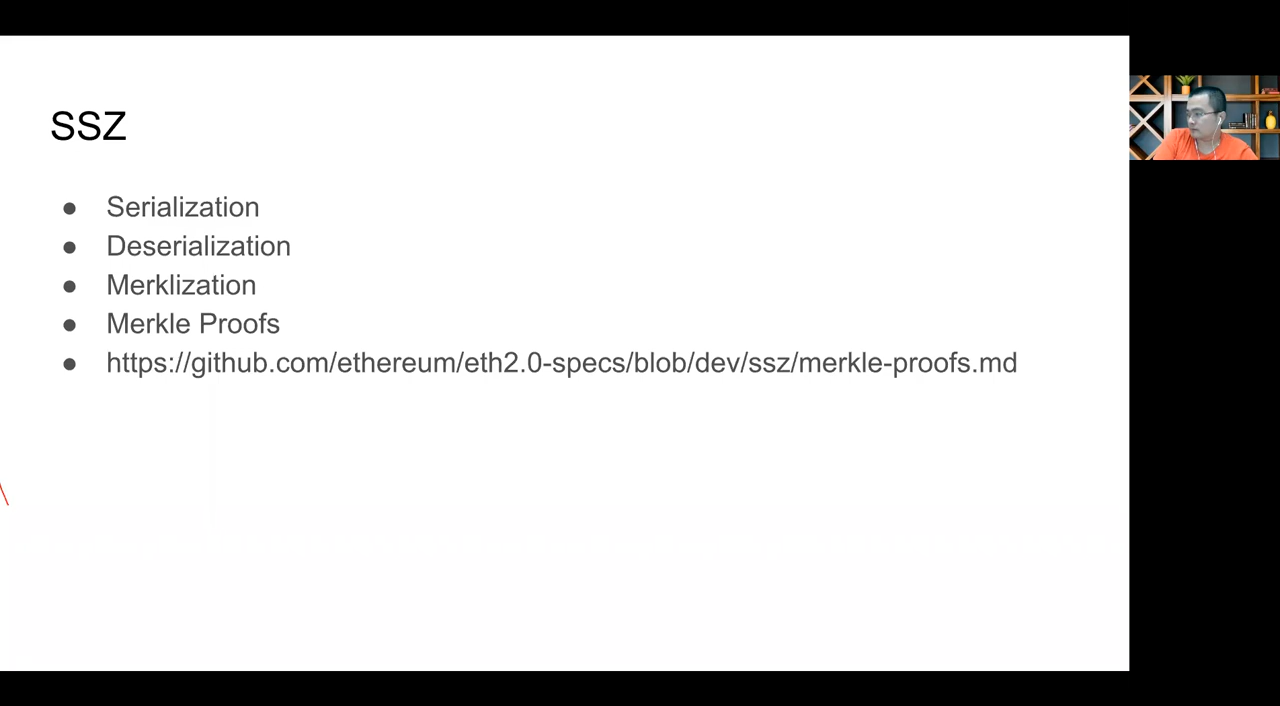 SSZ
● Serialization
● Deserialization
● Merklization
● Merkle Proofs
● https://github.com/ethereum/eth2.0-specs/blob/dev/ssz/merkle-proofs.md